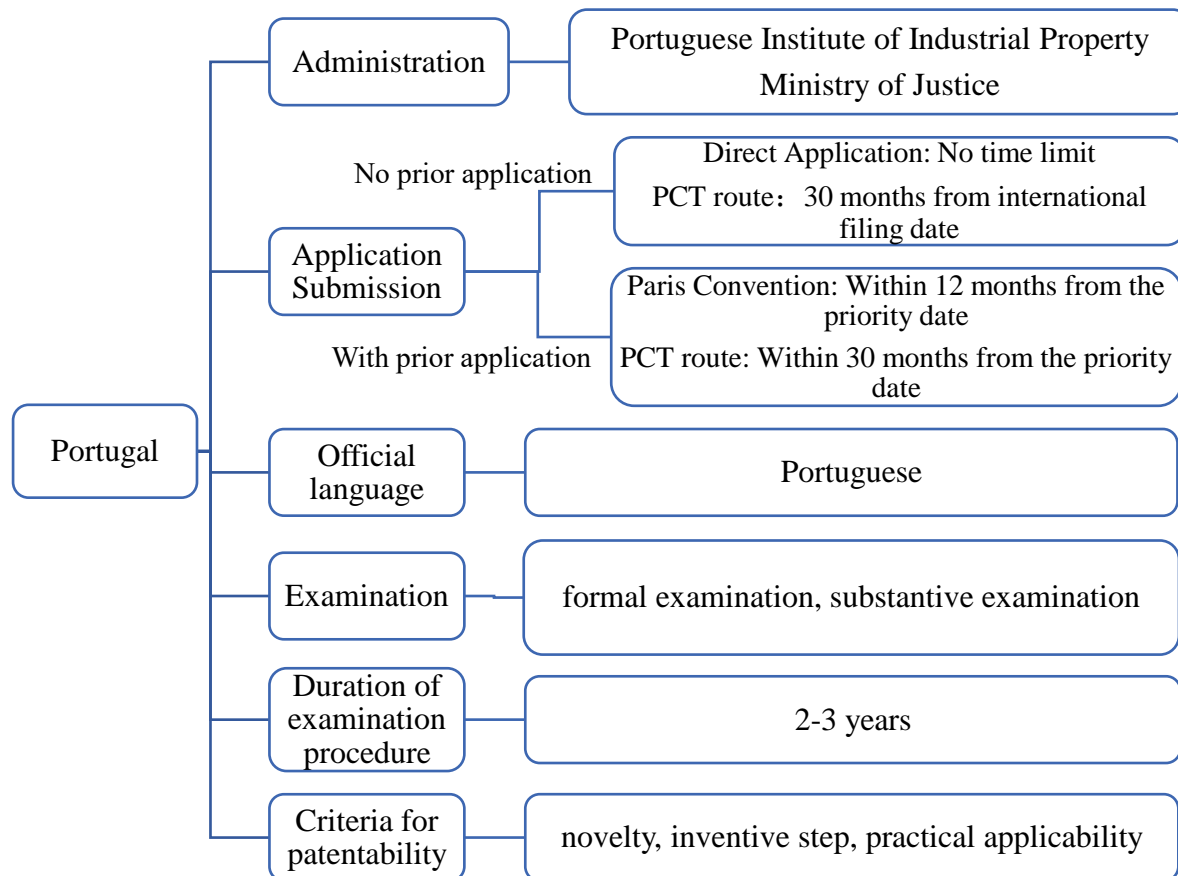 Portugal
Administration
Portuguese Institute of Industrial Property
Ministry of Justice
Application
Submission
No prior application
Direct Application: No time limit
PCT route：30 months from international
filing date
With prior application
Paris Convention: Within 12 months from the
priority date
PCT route: Within 30 months from the priority
date
Official
language
Portuguese
Examination
formal examination, substantive examination
Duration of
examination
procedure
2-3 years
Criteria for
patentability
novelty, inventive step, practical applicability